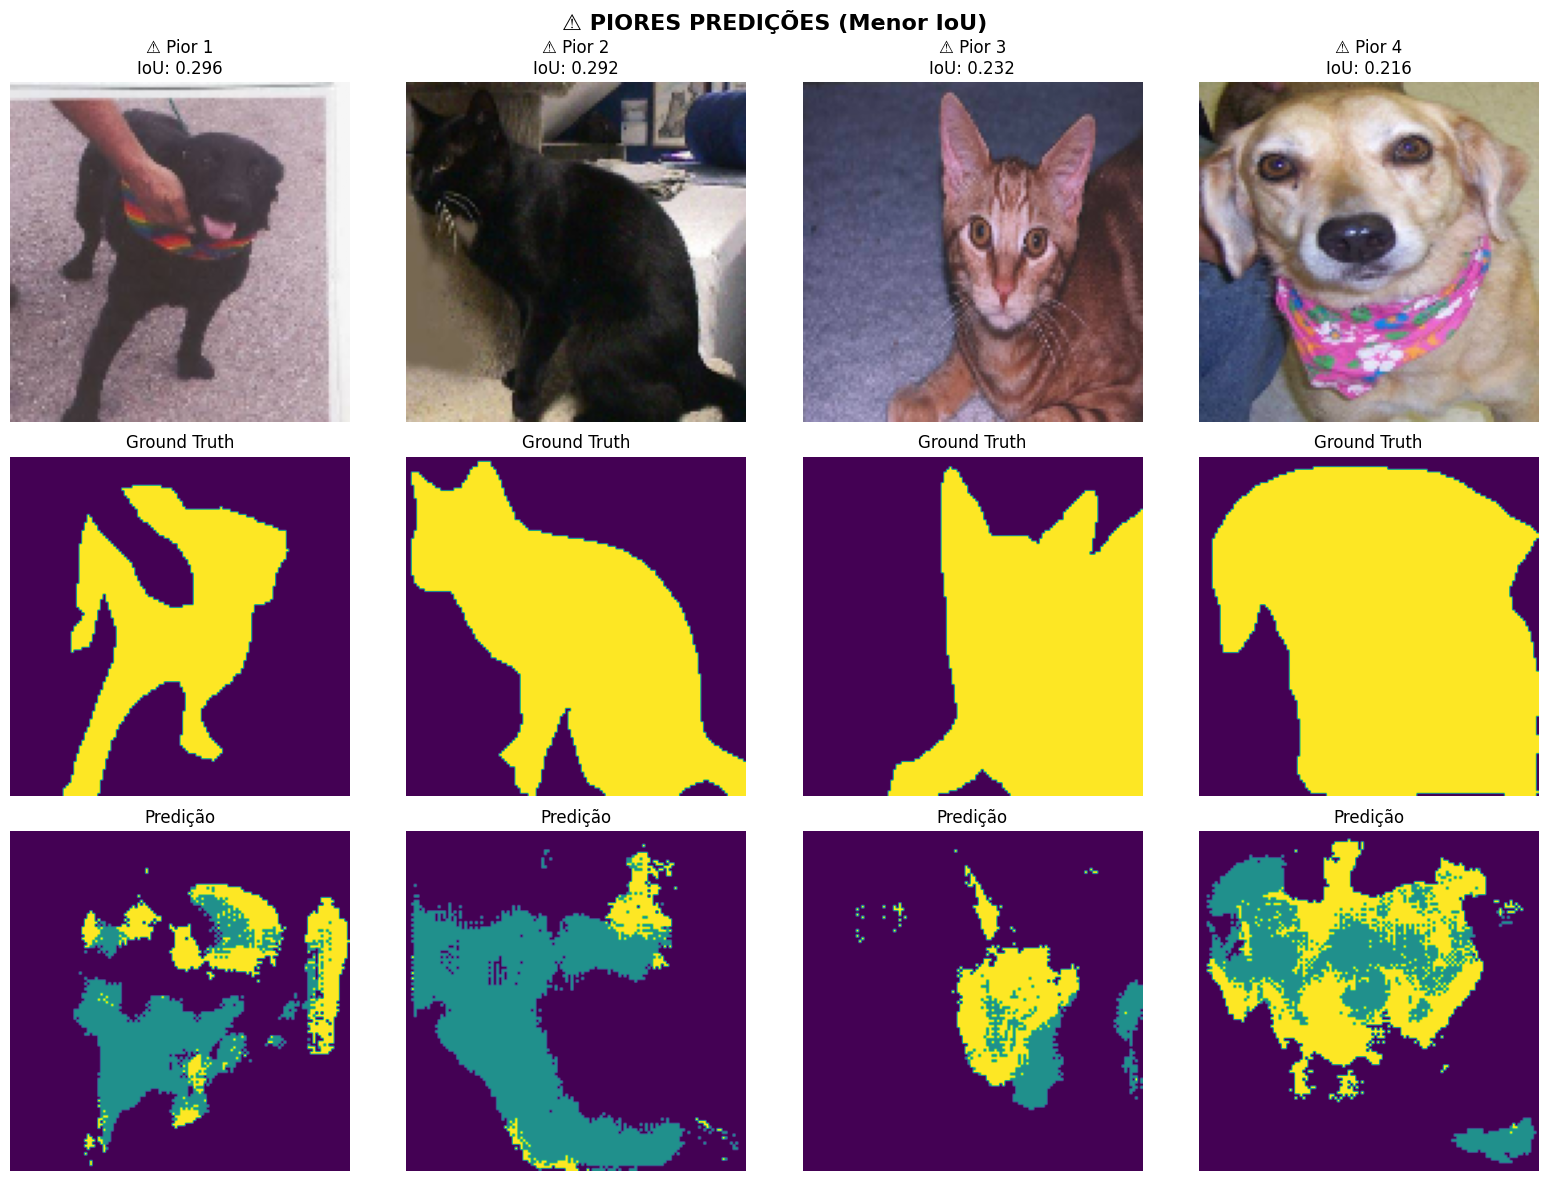 ⚠ PIORES PREDIÇÕES (Menor IoU)
⚠ Pior 1
IoU: 0.296
⚠ Pior 2
IoU: 0.292
⚠ Pior 3
IoU: 0.232
⚠ Pior 4
IoU: 0.216
Ground Truth
Ground Truth
Ground Truth
Ground Truth
Predição
Predição
Predição
Predição